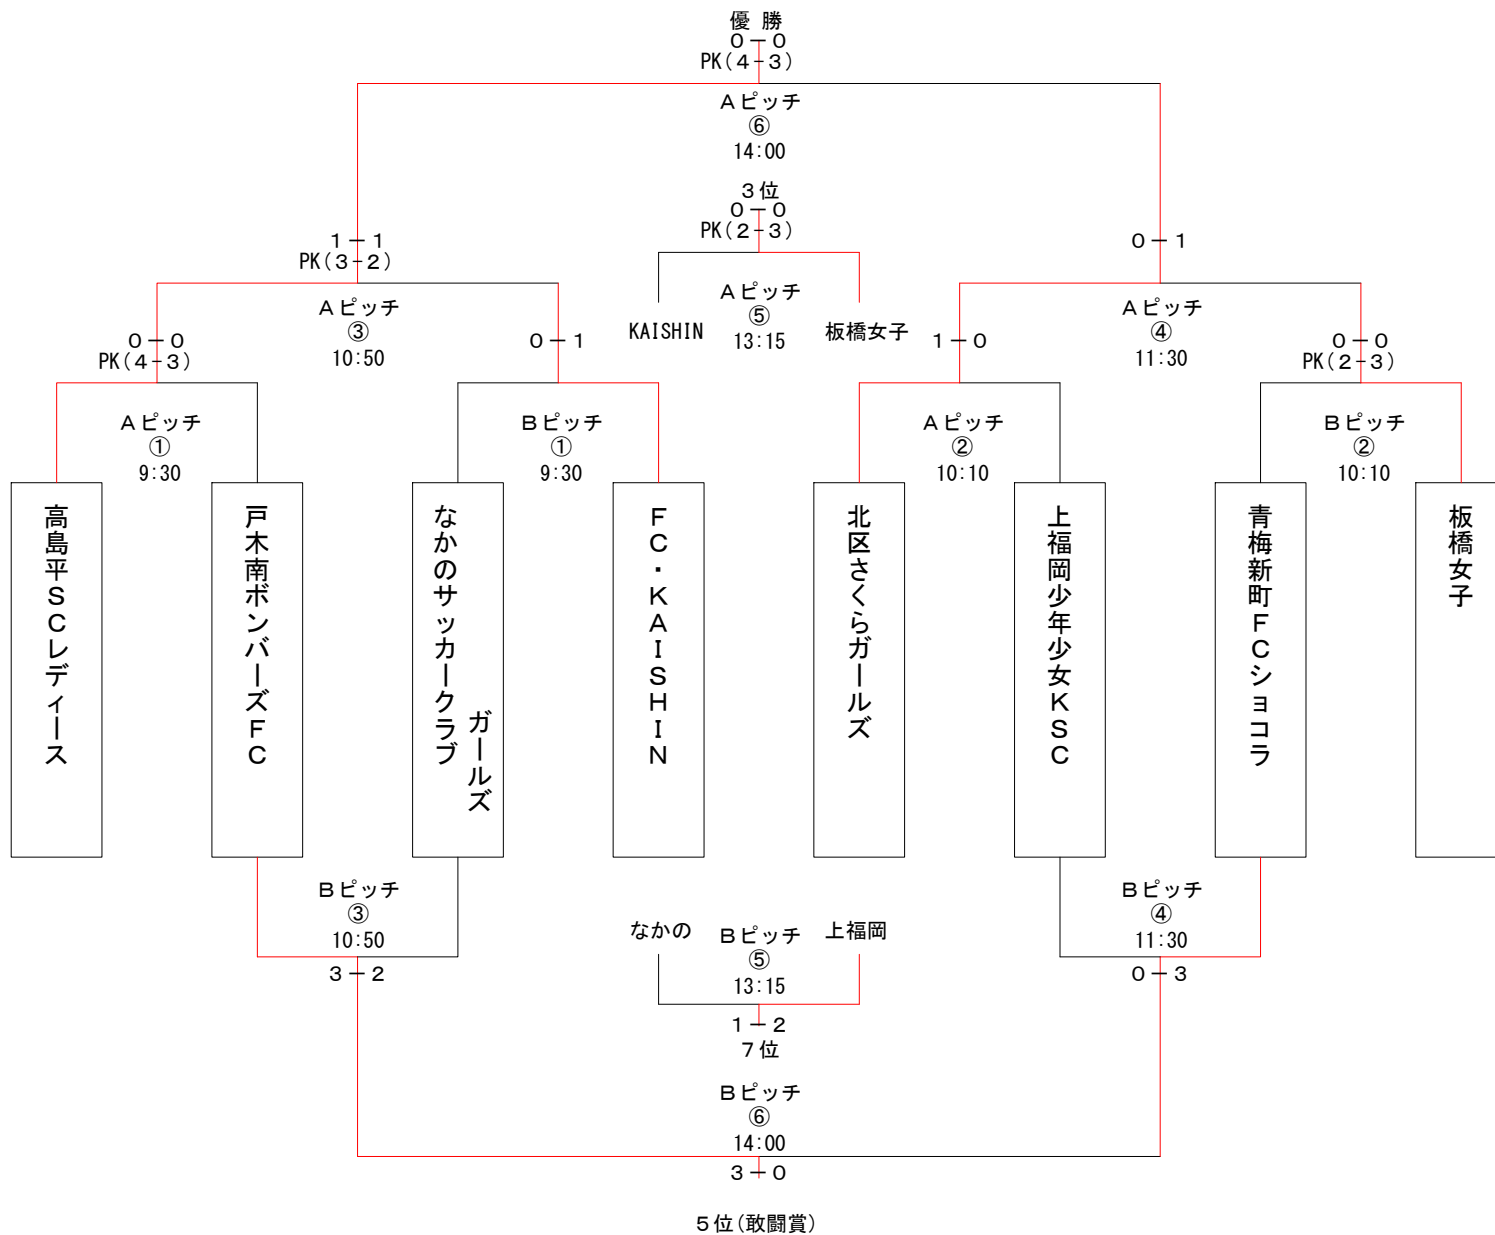 優 勝
０－０
PK(４-３)
Ａピッチ
⑥
14:00
３位
０－０
PK(２-３)
１－１
PK(３-２)
０－１
Ａピッチ
③
10:50
KAISHIN
Ａピッチ
⑤
13:15
板橋女子
Ａピッチ
④
11:30
０－０
PK(４-３)
０－１
１－０
０－０
PK(２-３)
Ａピッチ
①
9:30
Ｂピッチ
①
9:30
Ａピッチ
②
10:10
Ｂピッチ
②
10:10
高島平ＳＣレディース
戸木南ボンバーズＦＣ
なかのサッカークラブ
ガールズ
ＦＣ・ＫＡＩＳＨＩＮ
北区さくらガールズ
上福岡少年少女ＫＳＣ
青梅新町ＦＣショコラ
板橋女子
Ｂピッチ
③
10:50
３－２
なかの
Ｂピッチ
⑤
13:15
上福岡
１－２
７位
Ｂピッチ
④
11:30
０－３
Ｂピッチ
⑥
14:00
３－０
５位(敢闘賞)